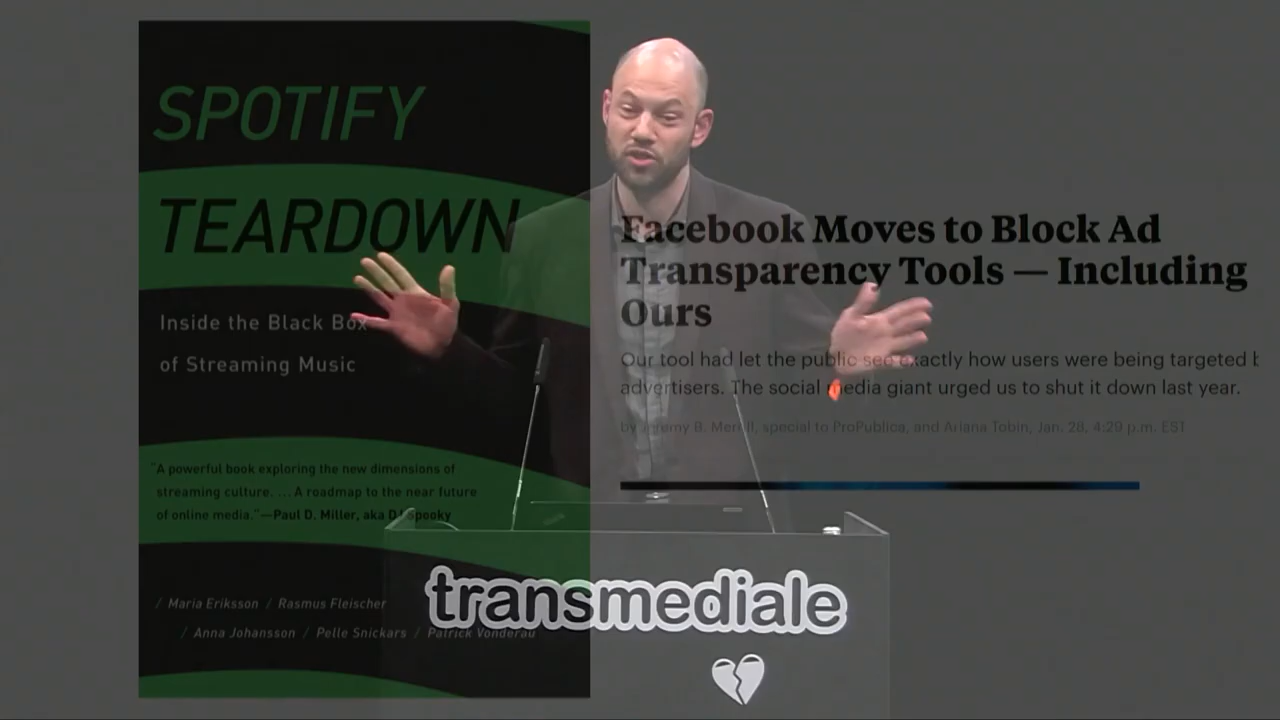 SPOTIFY
TEARDOWN
Inside the Black Box
of Streaming Music
"A powerful book exploring the new dimensions of
streaming culture. ... A roadmap to the near future
of online media."—Paul D. Miller, aka DJ Spooky
/ Maria Eriksson / Rasmus Fleischer
/ Anna Johansson / Pelle Snickars / Patrick Vonderau
Facebook Moves to Block Ad
Transparency Tools — Including
Ours
Our tool had let the public see exactly how users were being targeted
advertisers. The social media giant urged us to shut it down last year.
by Jeremy B. Merrill, special to ProPublica, and Ariana Tobin, Jan. 28, 4:29 p.m. EST
transmediale